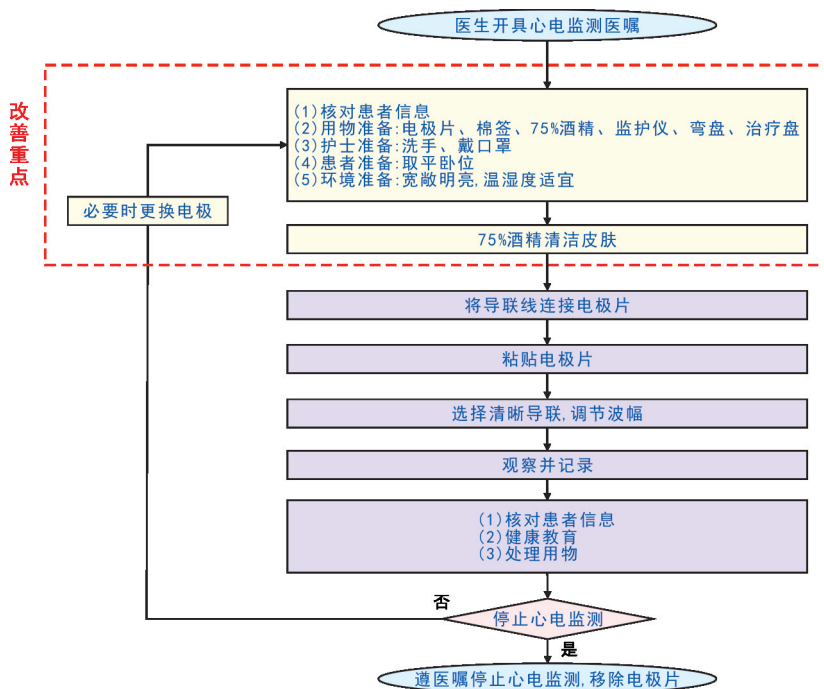 医生开具心电监测医嘱
改善重点
(1)核对患者信息
(2)用物准备:电极片、棉签、75%酒精、监护仪、弯盘、治疗盘
(3)护士准备:洗手、戴口罩
(4)患者准备:取平卧位
(5)环境准备:宽敞明亮,温湿度适宜
必要时更换电极
75%酒精清洁皮肤
将导联线连接电极片
粘贴电极片
选择清晰导联,调节波幅
观察并记录
(1)核对患者信息
(2)健康教育
(3)处理用物
否
停止心电监测
是
遵医嘱停止心电监测,移除电极片